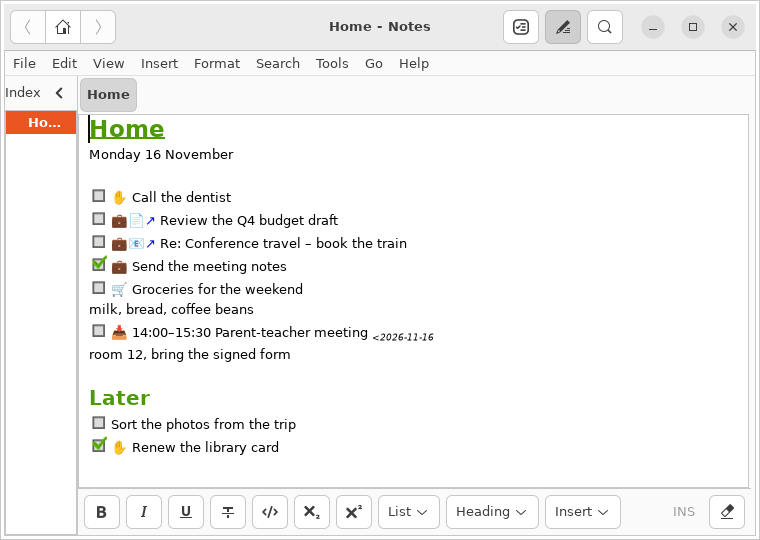 Home - Notes
File Edit View Insert Format Search Tools Go Help
Index
Home
Ho...
Home
Monday 16 November
✋ Call the dentist
💼📄↗ Review the Q4 budget draft
💼📧↗ Re: Conference travel – book the train
💼 Send the meeting notes
🛒 Groceries for the weekend
milk, bread, coffee beans
📥 14:00–15:30 Parent-teacher meeting <2026-11-16
room 12, bring the signed form
Later
Sort the photos from the trip
✋ Renew the library card
B I U T </> X₂ X² List Heading Insert INS